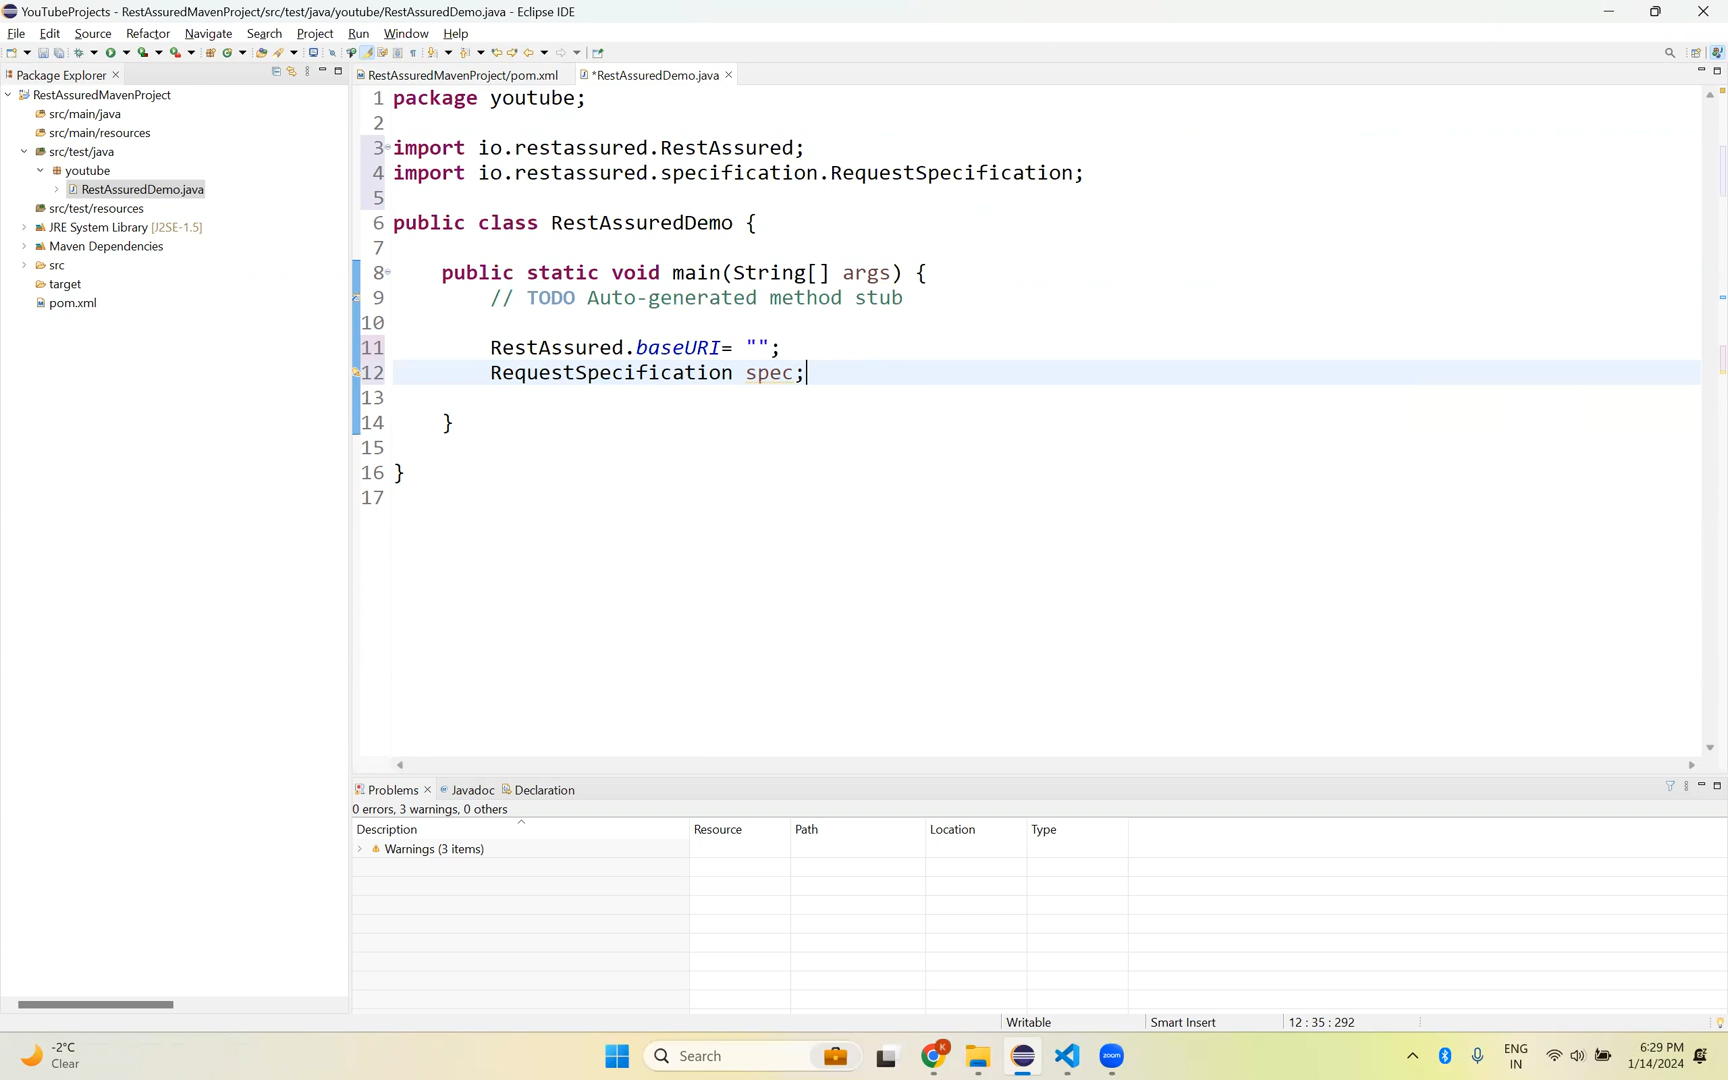 YouTubeProjects - RestAssuredMavenProject/src/test/java/youtube/RestAssuredDemo.java - Eclipse IDE
File Edit Source Refactor Navigate Search Project Run Window Help
Package Explorer
RestAssuredMavenProject
src/main/java
src/main/resources
src/test/java
youtube
RestAssuredDemo.java
src/test/resources
JRE System Library [J2SE-1.5]
Maven Dependencies
src
target
pom.xml
RestAssuredMavenProject/pom.xml *RestAssuredDemo.java
1 package youtube;
2
3 import io.restassured.RestAssured;
4 import io.restassured.specification.RequestSpecification;
5
6 public class RestAssuredDemo {
7
8 public static void main(String[] args) {
9 // TODO Auto-generated method stub
10
11 RestAssured.baseURI= "";
12 RequestSpecification spec;
13
14 }
15
16 }
17
Problems Javadoc Declaration
0 errors, 3 warnings, 0 others
Description Resource Path Location Type
Warnings (3 items)
Writable Smart Insert 12 : 35 : 292
-2°C
Clear
Search
K
zoom
ENG
IN
6:29 PM
1/14/2024